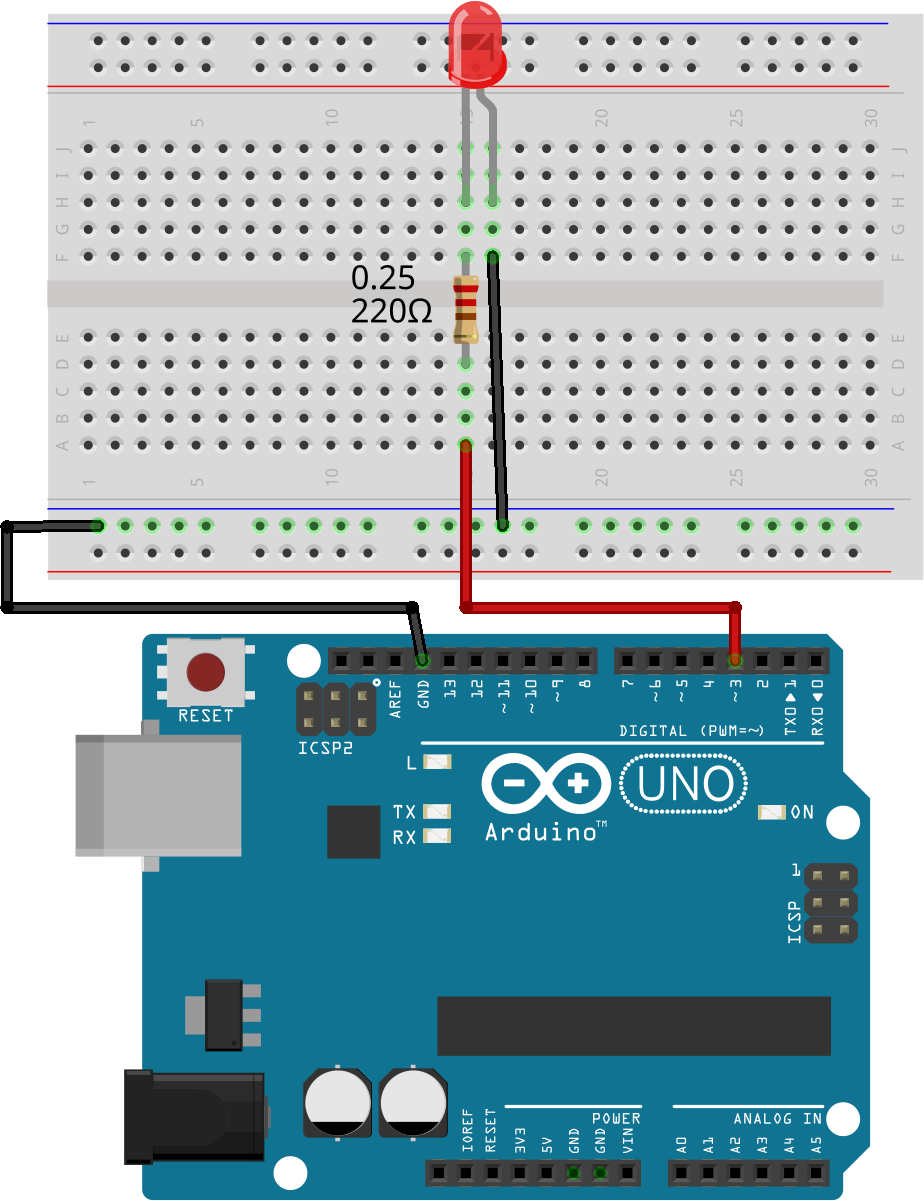 1 5 10 15 20 25 30
J J
I I
H H
G G
F F
0.25
220Ω
E E
D D
C C
B B
A A
1 5 10 20 25 30
RESET
ICSP2
AREF
GND
13
12
~11
~10
~9
8
7
~6
~5
4
~3
2
TX0▶1
RX0◀0
DIGITAL (PWM=~)
L
TX
RX
Arduino™
UNO
ON
1
ICSP
IOREF
RESET
3V3
5V
GND
GND
VIN
POWER
A0
A1
A2
A3
A4
A5
ANALOG IN